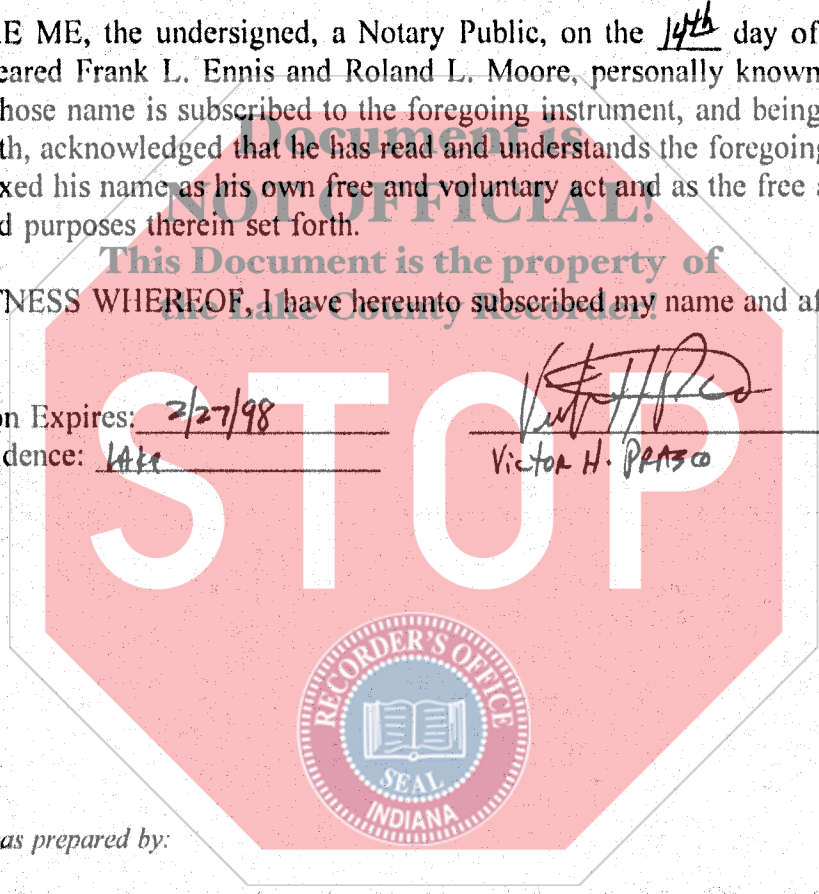 E ME, the undersigned, a Notary Public, on the 14th day of
eared Frank L. Ennis and Roland L. Moore, personally known
hose name is subscribed to the foregoing instrument, and being
Document is
th, acknowledged that he has read and understands the foregoing
xed his name as his own free and voluntary act and as the free a
NOT OFFICIAL!
d purposes therein set forth.
This Document is the property of
TNESS WHEREOF, I have hereunto subscribed my name and af
the Lake County Recorder!
on Expires: 2/27/98
dence: LAke
Victor H. PRASCO
STOP
RECORDER'S OFFICE
SEAL
INDIANA
as prepared by: